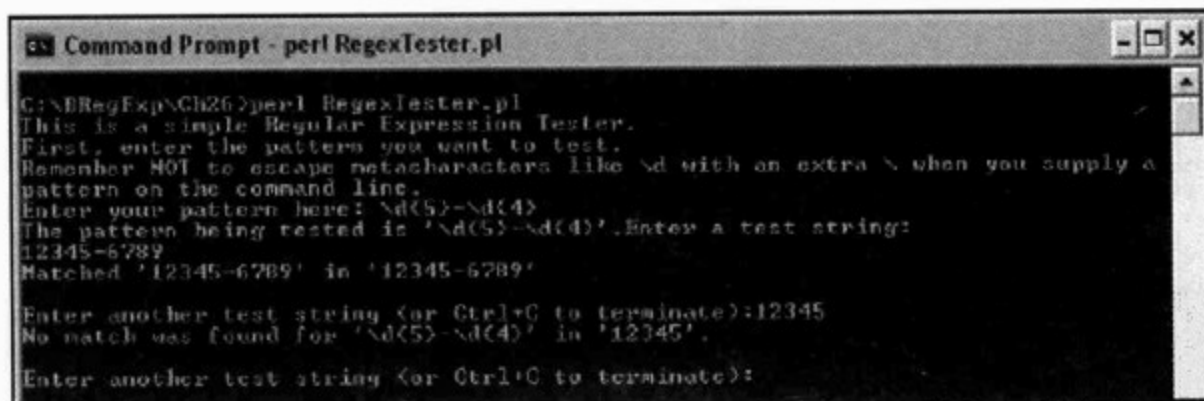 Command Prompt - perl RegexTester.pl
C:\BRegExp\Ch26>perl RegexTester.pl
This is a simple Regular Expression Tester.
First, enter the pattern you want to test.
Remember NOT to escape metacharacters like \d with an extra \ when you supply a
pattern on the command line.
Enter your pattern here: \d{5}-\d{4}
The pattern being tested is '\d{5}-\d{4}'.Enter a test string:
12345-6789
Matched '12345-6789' in '12345-6789'
Enter another test string (or Ctrl+C to terminate):12345
No match was found for '\d{5}-\d{4}' in '12345'.
Enter another test string (or Ctrl+C to terminate):